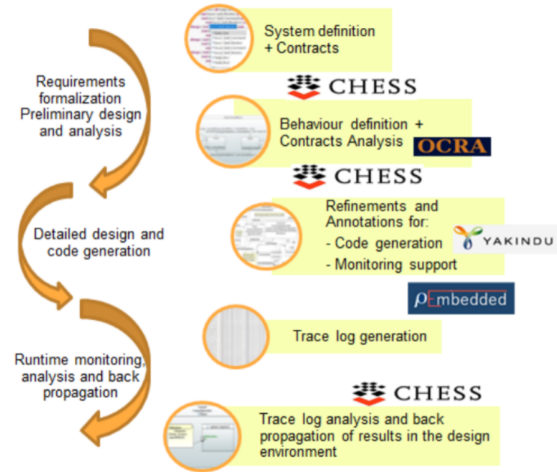 System definition
+ Contracts
CHESS
Requirements
formalization
Preliminary design
and analysis
Behaviour definition +
Contracts Analysis
OCRA
CHESS
Refinements and
Annotations for:
- Code generation
- Monitoring support
YAKINDU
Detailed design and
code generation
ρEmbedded
Trace log generation
Runtime monitoring,
analysis and back
propagation
CHESS
Trace log analysis and back
propagation of results in the design
environment